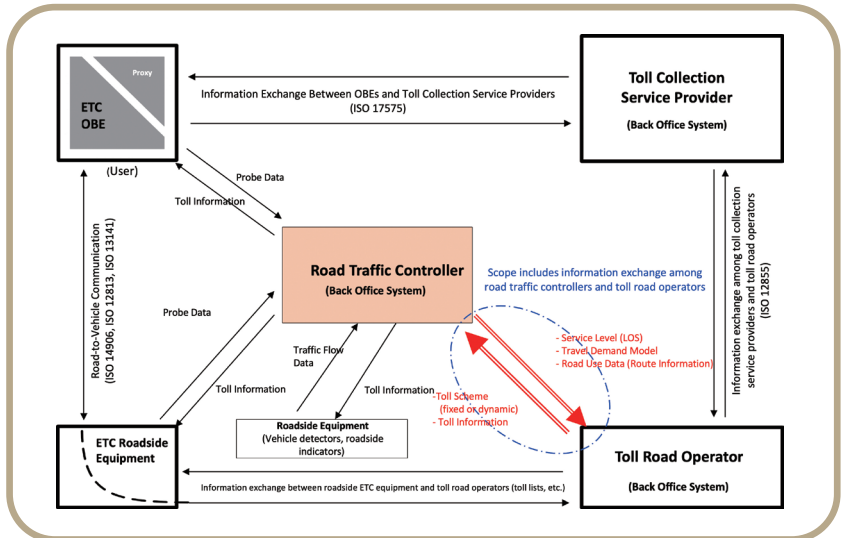 Proxy
ETC
OBE
(User)
Information Exchange Between OBEs and Toll Collection Service Providers
(ISO 17575)
Toll Collection
Service Provider
(Back Office System)
Probe Data
Toll Information
Road-to-Vehicle Communication
(ISO 14906, ISO 12813, ISO 13141)
Road Traffic Controller
(Back Office System)
Scope includes information exchange among
road traffic controllers and toll road operators
Information exchange among toll collection
service providers and toll road operators
(ISO 12855)
Probe Data
Toll Information
Traffic Flow
Data
Toll Information
- Service Level (LOS)
- Travel Demand Model
- Road Use Data (Route Information)
-Toll Scheme
(fixed or dynamic)
- Toll Information
ETC Roadside
Equipment
Roadside Equipment
(Vehicle detectors, roadside
indicators)
Toll Road Operator
(Back Office System)
Information exchange between roadside ETC equipment and toll road operators (toll lists, etc.)